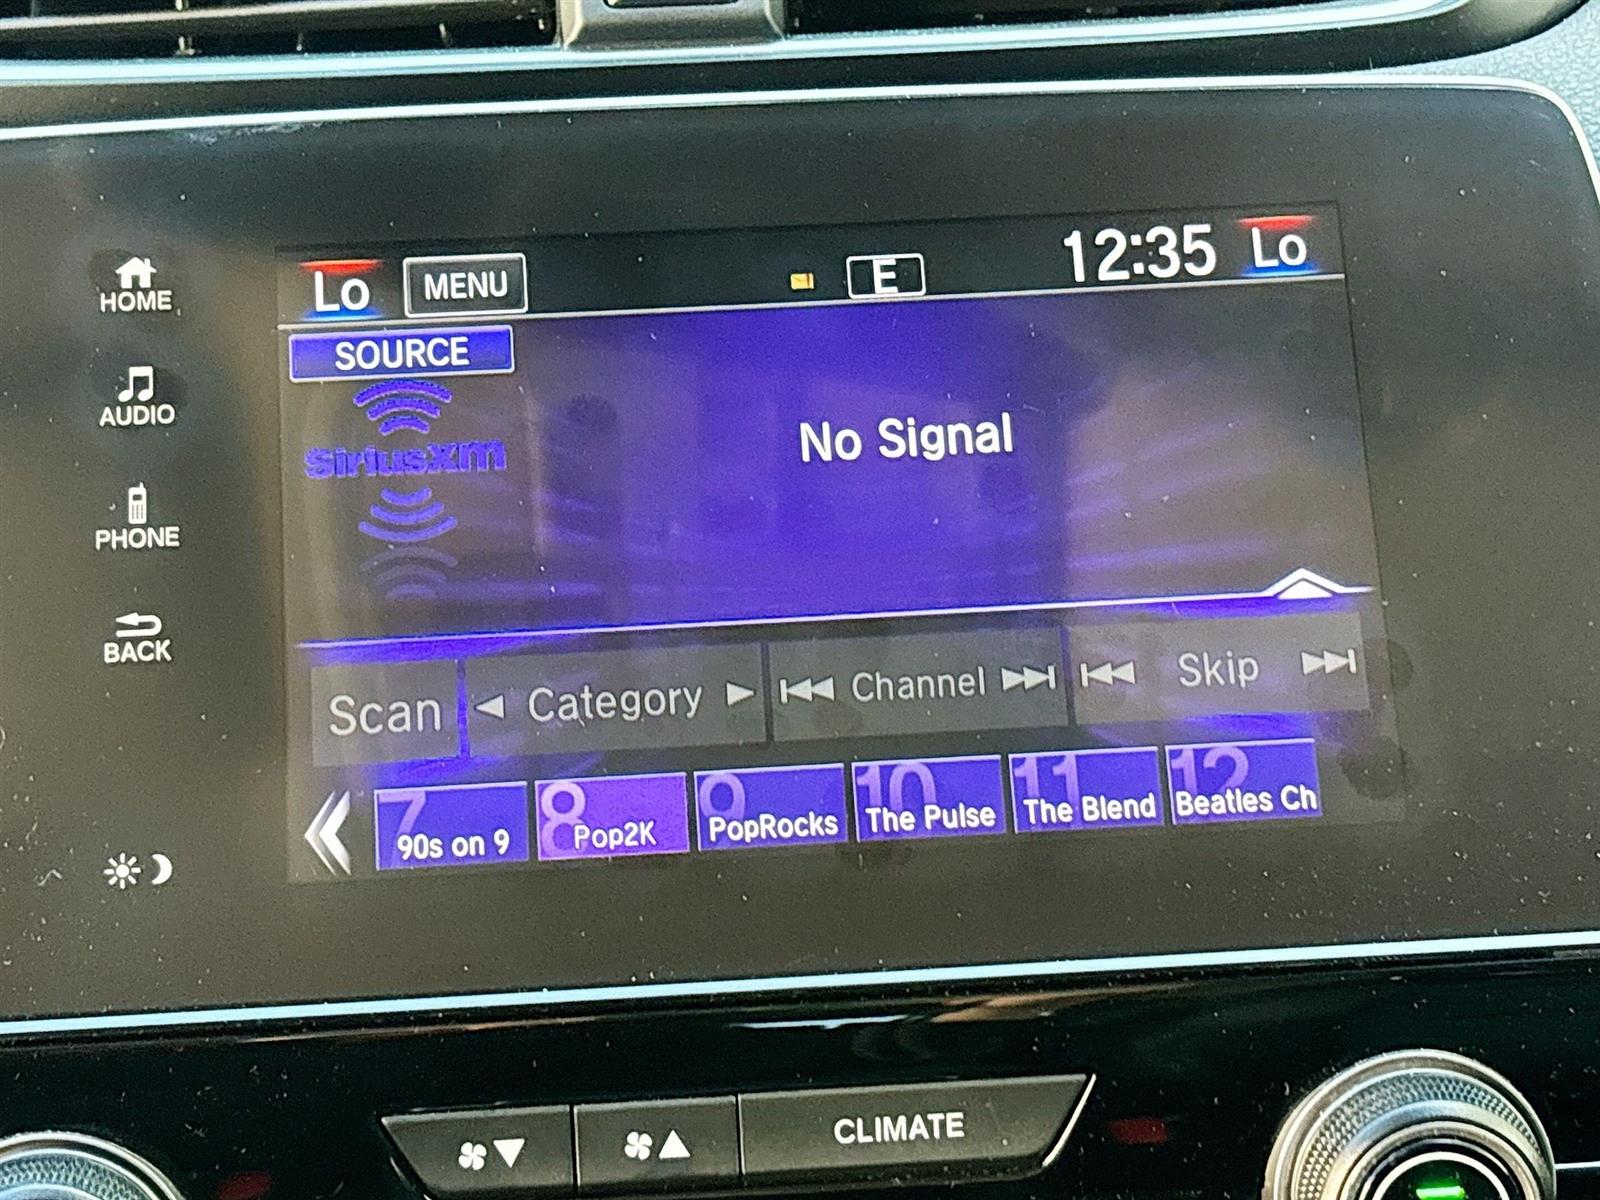 Lo MENU E 12:35 Lo
HOME
SOURCE
AUDIO
SiriusXM
No Signal
PHONE
BACK
Scan Category Channel Skip
7 90s on 9
8 Pop2K
9 PopRocks
10 The Pulse
11 The Blend
12 Beatles Ch
CLIMATE